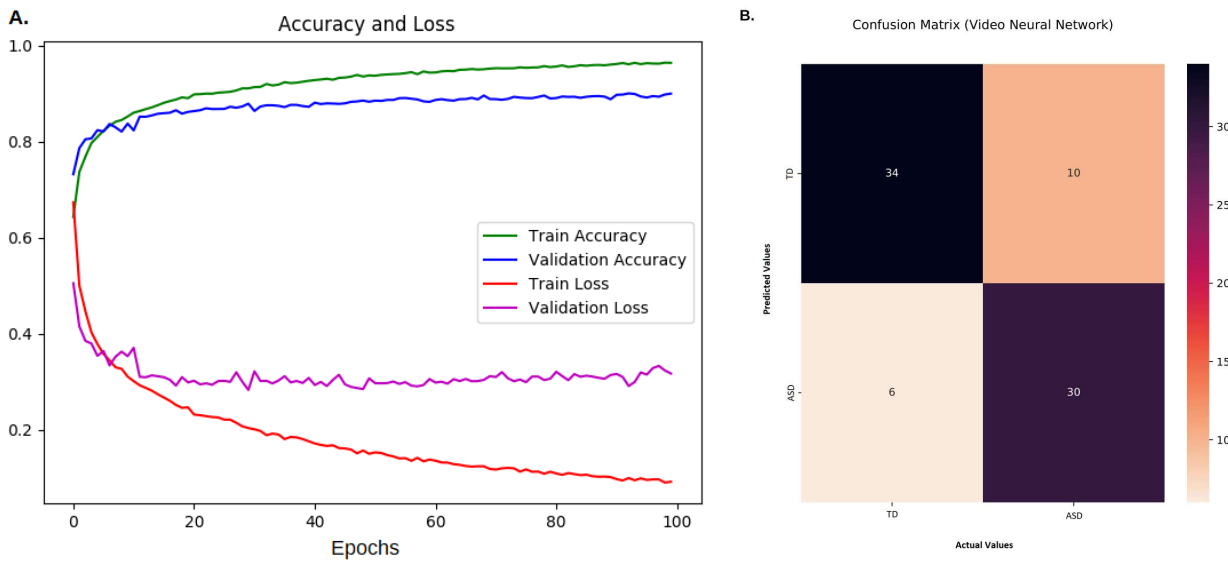 A.
Accuracy and Loss
1.0
0.8
0.6
0.4
0.2
Train Accuracy
Validation Accuracy
Train Loss
Validation Loss
0 20 40 60 80 100
Epochs
B.
Confusion Matrix (Video Neural Network)
TD
34 10
Predicted Values
ASD
6 30
TD ASD
Actual Values
30
25
20
15
10